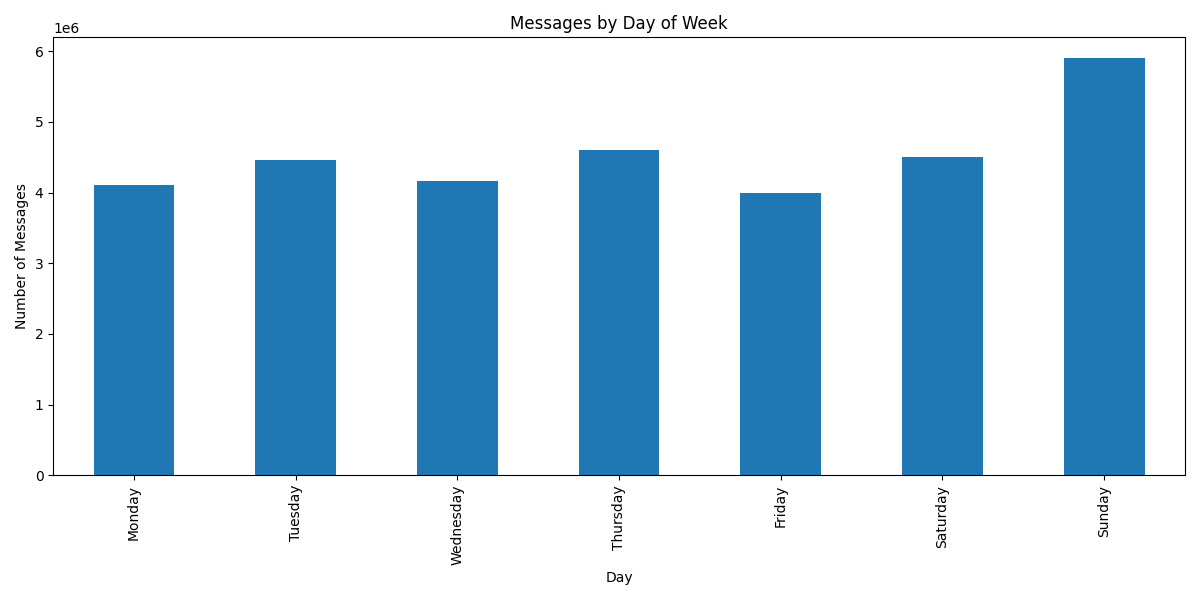 Messages by Day of Week
1e6
6
5
4
3
2
1
0
Number of Messages
Monday
Tuesday
Wednesday
Thursday
Friday
Saturday
Sunday
Day